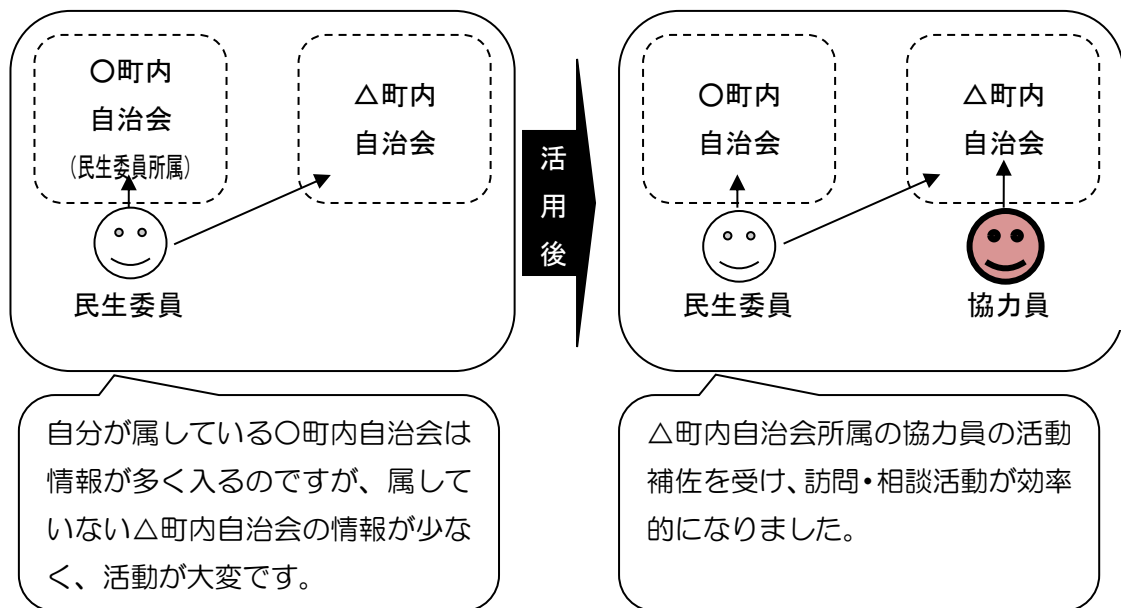 〇町内
自治会
(民生委員所属)
△町内
自治会
民生委員
活用後
〇町内
自治会
△町内
自治会
民生委員
協力員
自分が属している〇町内自治会は
情報が多く入るのですが、属して
いない△町内自治会の情報が少な
く、活動が大変です。
△町内自治会所属の協力員の活動
補佐を受け、訪問・相談活動が効率
的になりました。